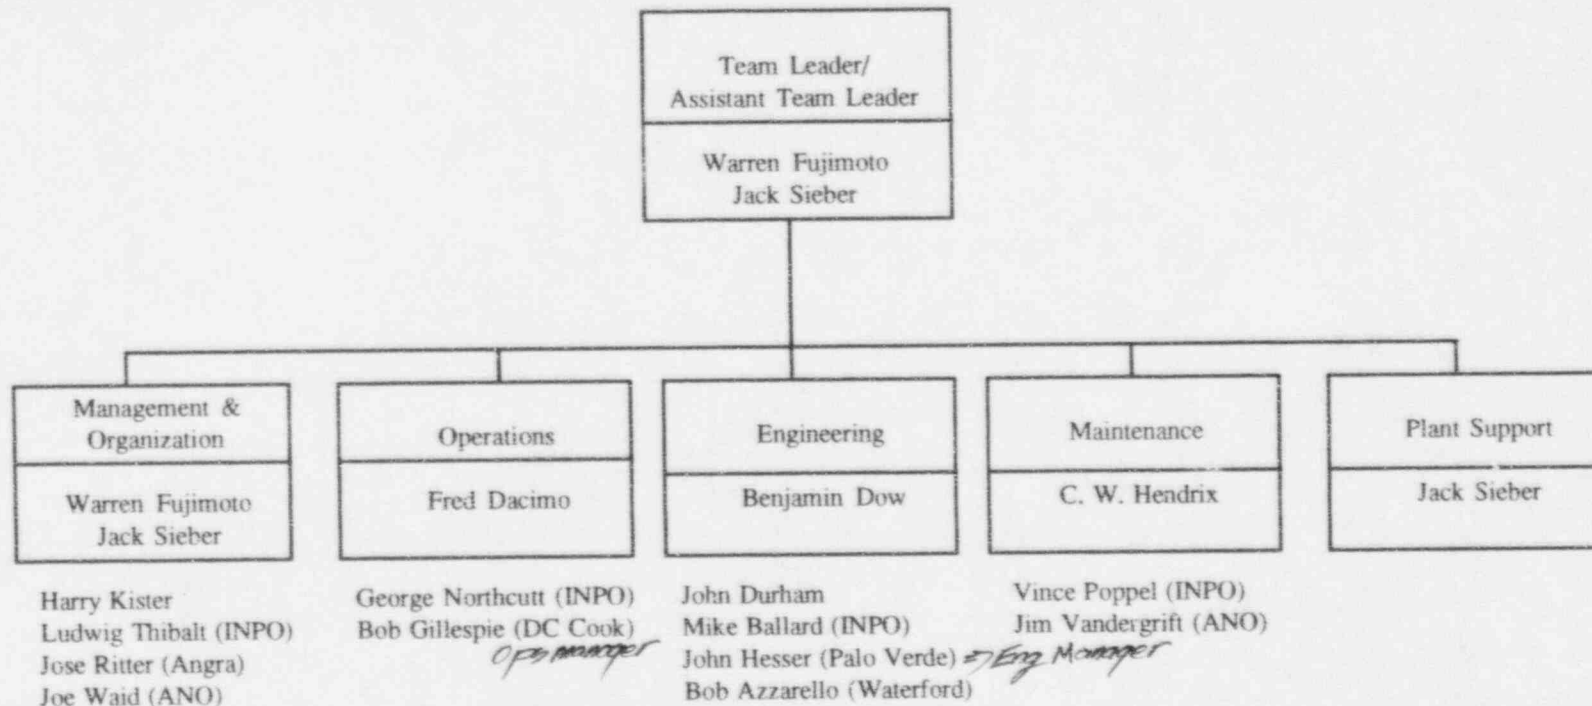 Team Leader/
Assistant Team Leader
Warren Fujimoto
Jack Sieber
Management &
Organization
Warren Fujimoto
Jack Sieber
Harry Kister
Ludwig Thibalt (INPO)
Jose Ritter (Angra)
Joe Waid (ANO)
Operations
Fred Dacimo
George Northcutt (INPO)
Bob Gillespie (DC Cook)
Ops manager
Engineering
Benjamin Dow
John Durham
Mike Ballard (INPO)
John Hesser (Palo Verde) => Eng Manager
Bob Azzarello (Waterford)
Maintenance
C. W. Hendrix
Vince Poppel (INPO)
Jim Vandergrift (ANO)
Plant Support
Jack Sieber